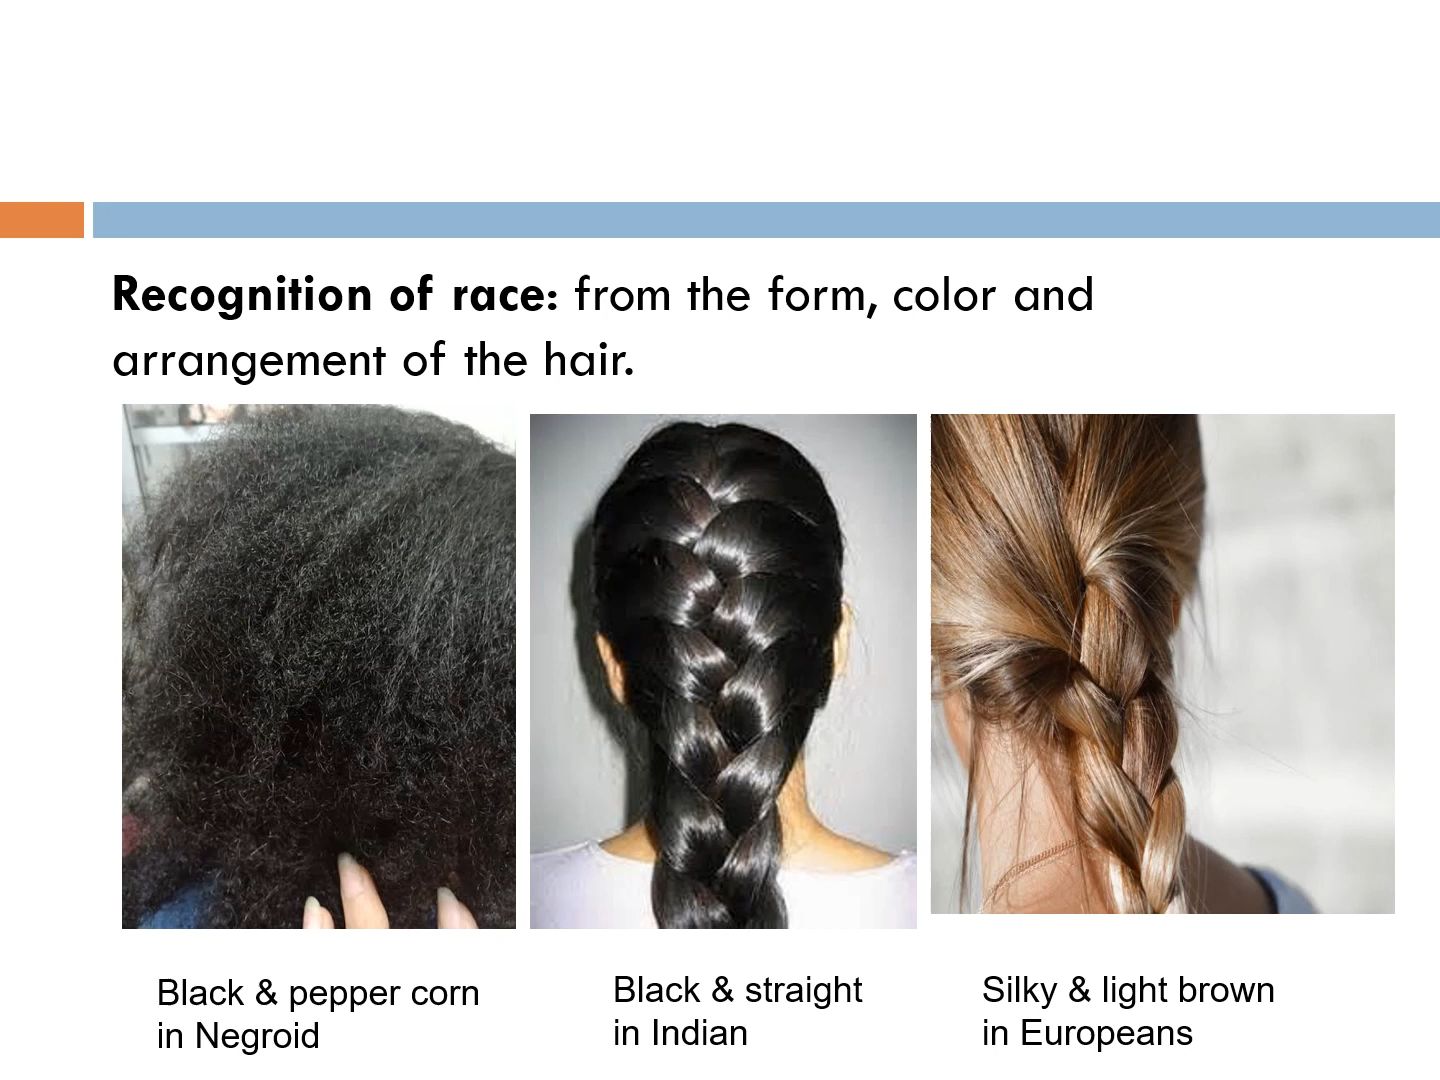 Recognition of race: from the form, color and
arrangement of the hair.
Black & pepper corn
in Negroid
Black & straight
in Indian
Silky & light brown
in Europeans